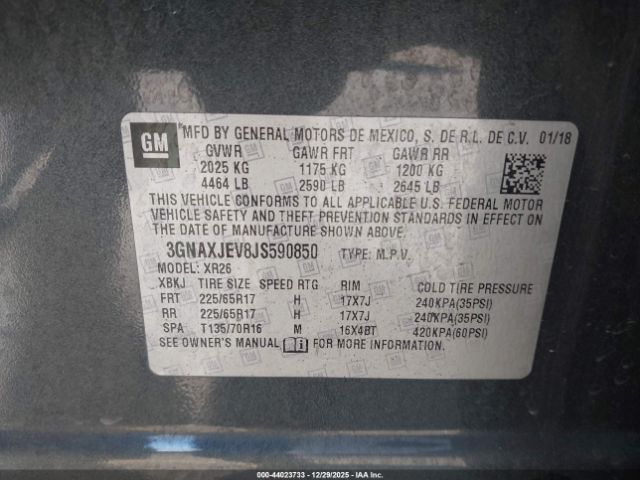 GM
MFD BY GENERAL MOTORS DE MEXICO, S. DE R.L. DE C.V. 01/18
GVWR GAWR FRT GAWR RR
2025 KG 1175 KG 1200 KG
4464 LB 2590 LB 2645 LB
THIS VEHICLE CONFORMS TO ALL APPLICABLE U.S. FEDERAL MOTOR
VEHICLE SAFETY AND THEFT PREVENTION STANDARDS IN EFFECT ON
THE DATE OF MANUFACTURE SHOWN ABOVE.
3GNAXJEV8JS590850 TYPE: M.P.V.
MODEL: XR26
XBKJ TIRE SIZE SPEED RTG RIM COLD TIRE PRESSURE
FRT 225/65R17 H 17X7J 240KPA(35PSI)
RR 225/65R17 H 17X7J 240KPA(35PSI)
SPA T135/70R16 M 16X4BT 420KPA(60PSI)
SEE OWNER'S MANUAL FOR MORE INFORMATION.
000-44023733 - 12/29/2025 - IAA, Inc.